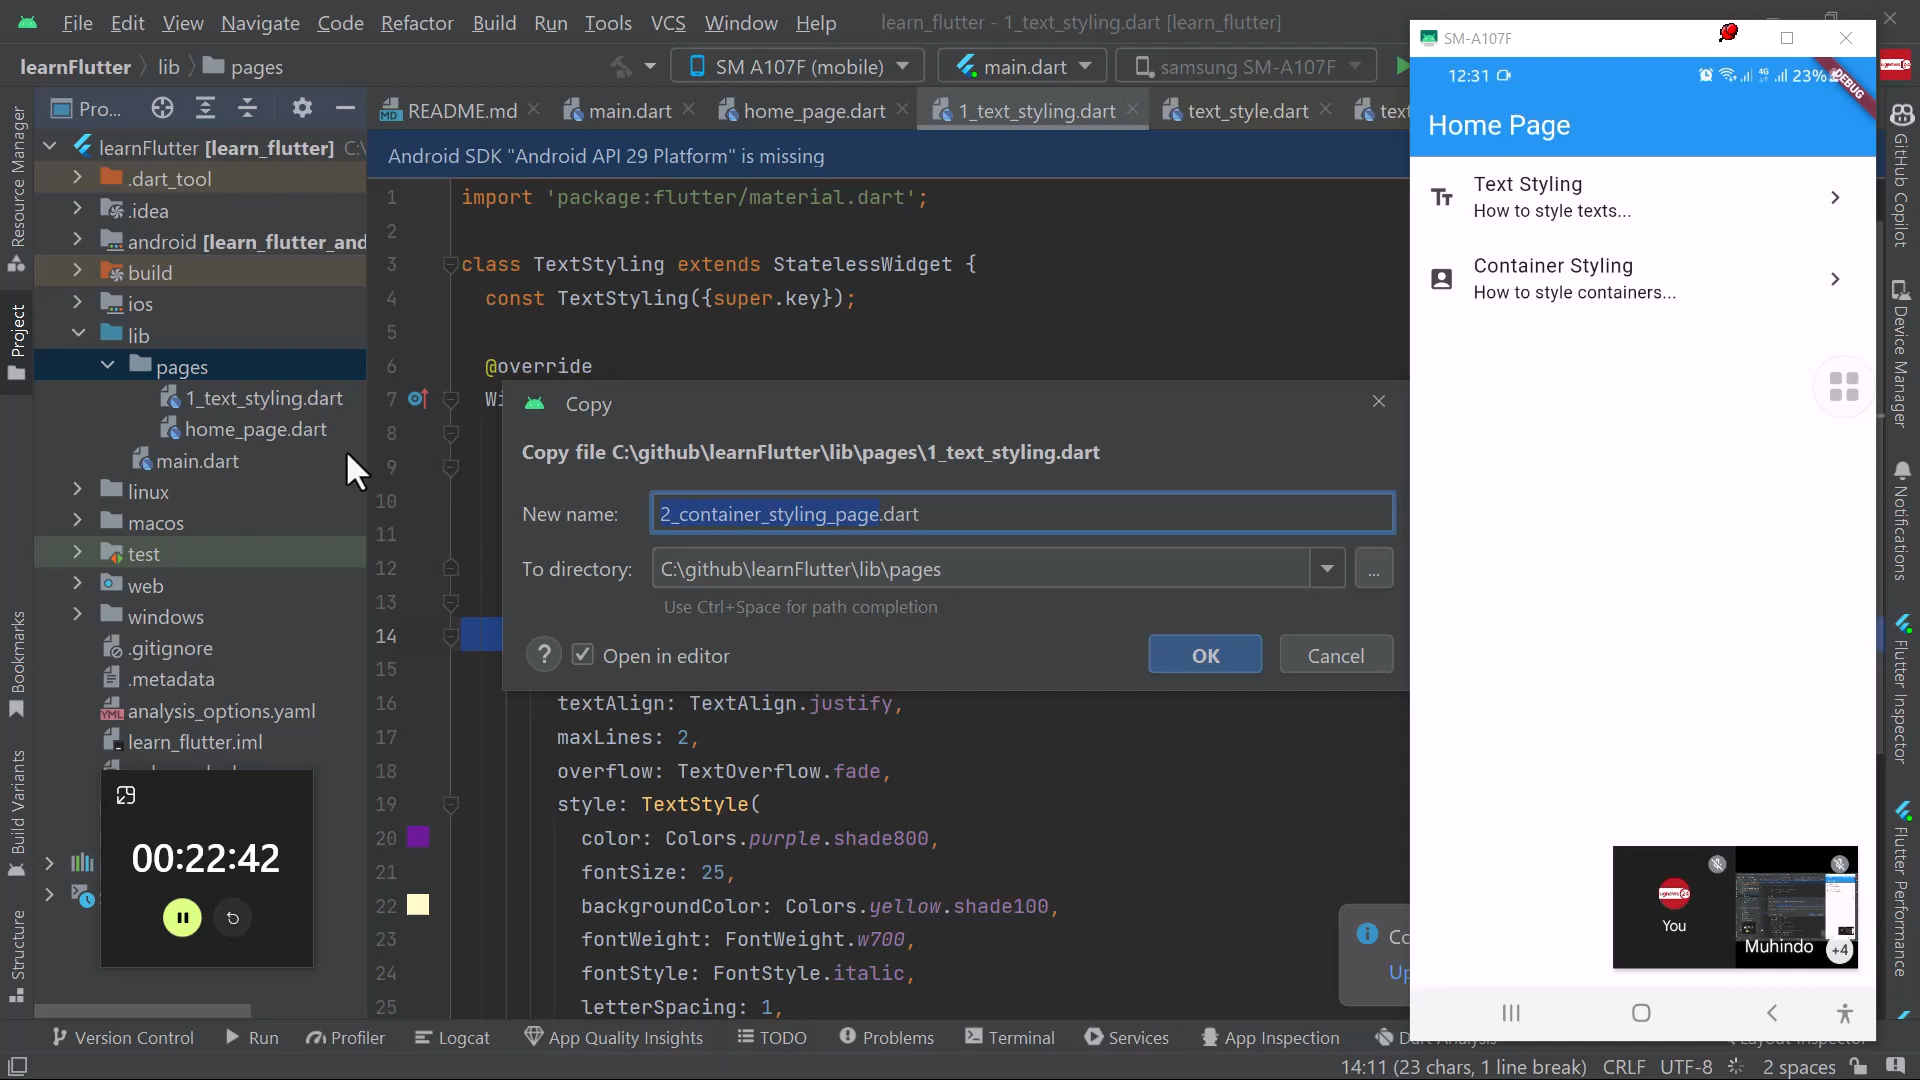 File Edit View Navigate Code Refactor Build Run Tools VCS Window Help learn_flutter - 1_text_styling.dart [learn_flutter]
learnFlutter lib pages SM A107F (mobile) main.dart samsung SM-A107F
Pro... README.md main.dart home_page.dart 1_text_styling.dart text_style.dart
Android SDK "Android API 29 Platform" is missing
Resource Manager
Project
Bookmarks
Build Variants
Structure
learnFlutter [learn_flutter] C:\
.dart_tool
.idea
android [learn_flutter_and
build
ios
lib
pages
1_text_styling.dart
home_page.dart
main.dart
linux
macos
test
web
windows
.gitignore
.metadata
analysis_options.yaml
learn_flutter.iml
00:22:42
1 import 'package:flutter/material.dart';
2
3 class TextStyling extends StatelessWidget {
4 const TextStyling({super.key});
5
6 @override
7 Wi
8
9
10
11
12
13
14
15
16 textAlign: TextAlign.justify,
17 maxLines: 2,
18 overflow: TextOverflow.fade,
19 style: TextStyle(
20 color: Colors.purple.shade800,
21 fontSize: 25,
22 backgroundColor: Colors.yellow.shade100,
23 fontWeight: FontWeight.w700,
24 fontStyle: FontStyle.italic,
25 letterSpacing: 1,
Copy
Copy file C:\github\learnFlutter\lib\pages\1_text_styling.dart
New name: 2_container_styling_page.dart
To directory: C:\github\learnFlutter\lib\pages
...
Use Ctrl+Space for path completion
? Open in editor OK Cancel
SM-A107F
12:31 4G 23%
DEBUG
Home Page
Text Styling
How to style texts...
Container Styling
How to style containers...
You
Muhindo
+4
GitHub Copilot
Device Manager
Notifications
Flutter Inspector
Flutter Performance
Version Control Run Profiler Logcat App Quality Insights TODO Problems Terminal Services App Inspection
14:11 (23 chars, 1 line break) CRLF UTF-8 2 spaces